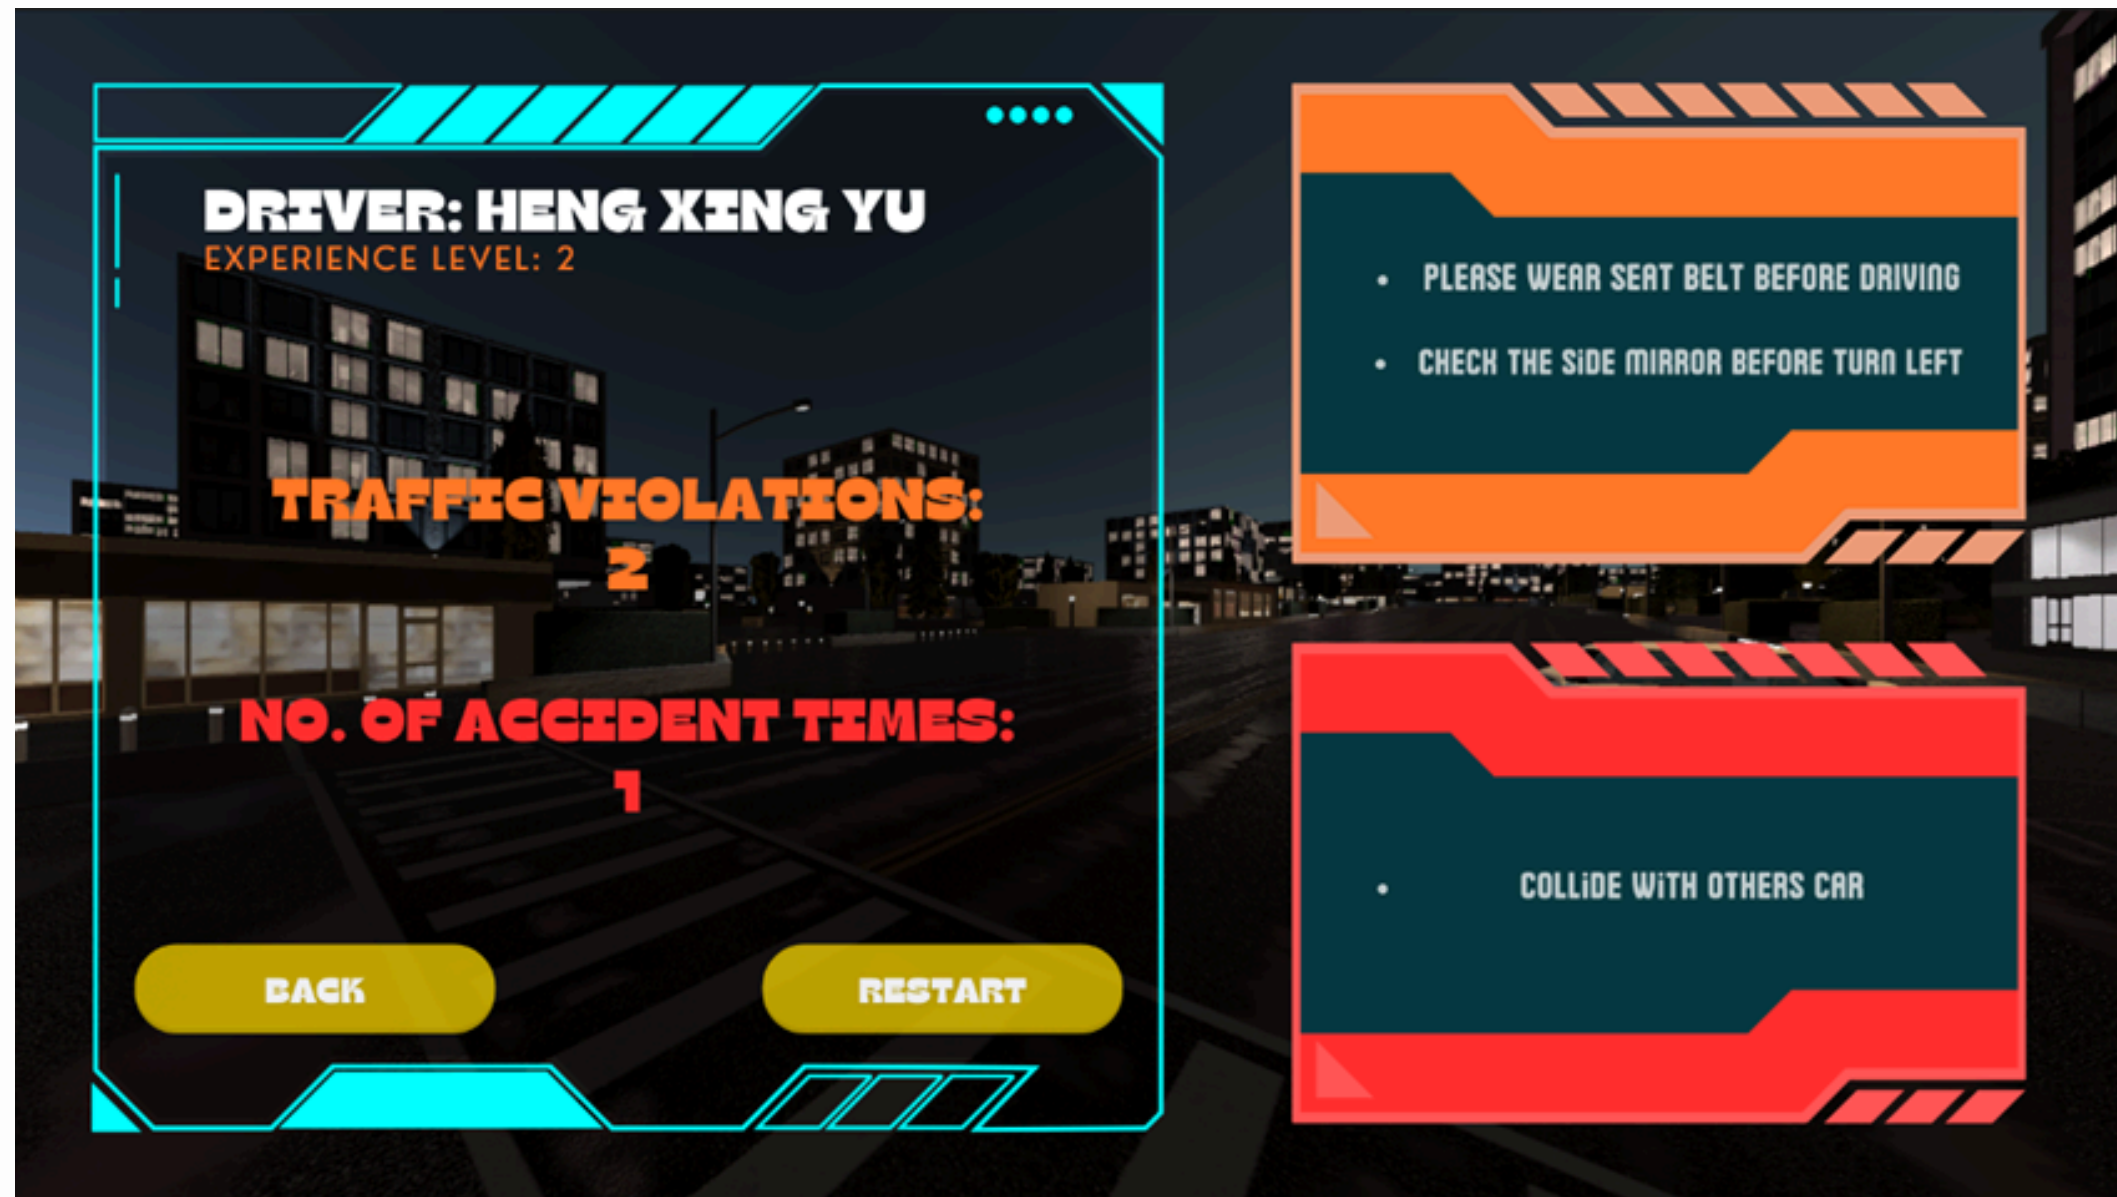 DRIVER: HENG XING YU
EXPERIENCE LEVEL: 2
TRAFFIC VIOLATIONS:
2
NO. OF ACCIDENT TIMES:
1
BACK
RESTART
• PLEASE WEAR SEAT BELT BEFORE DRIVING
• CHECK THE SiDE MIRROR BEFORE TURN LEFT
• COLLiDE WiTH OTHERS CAR